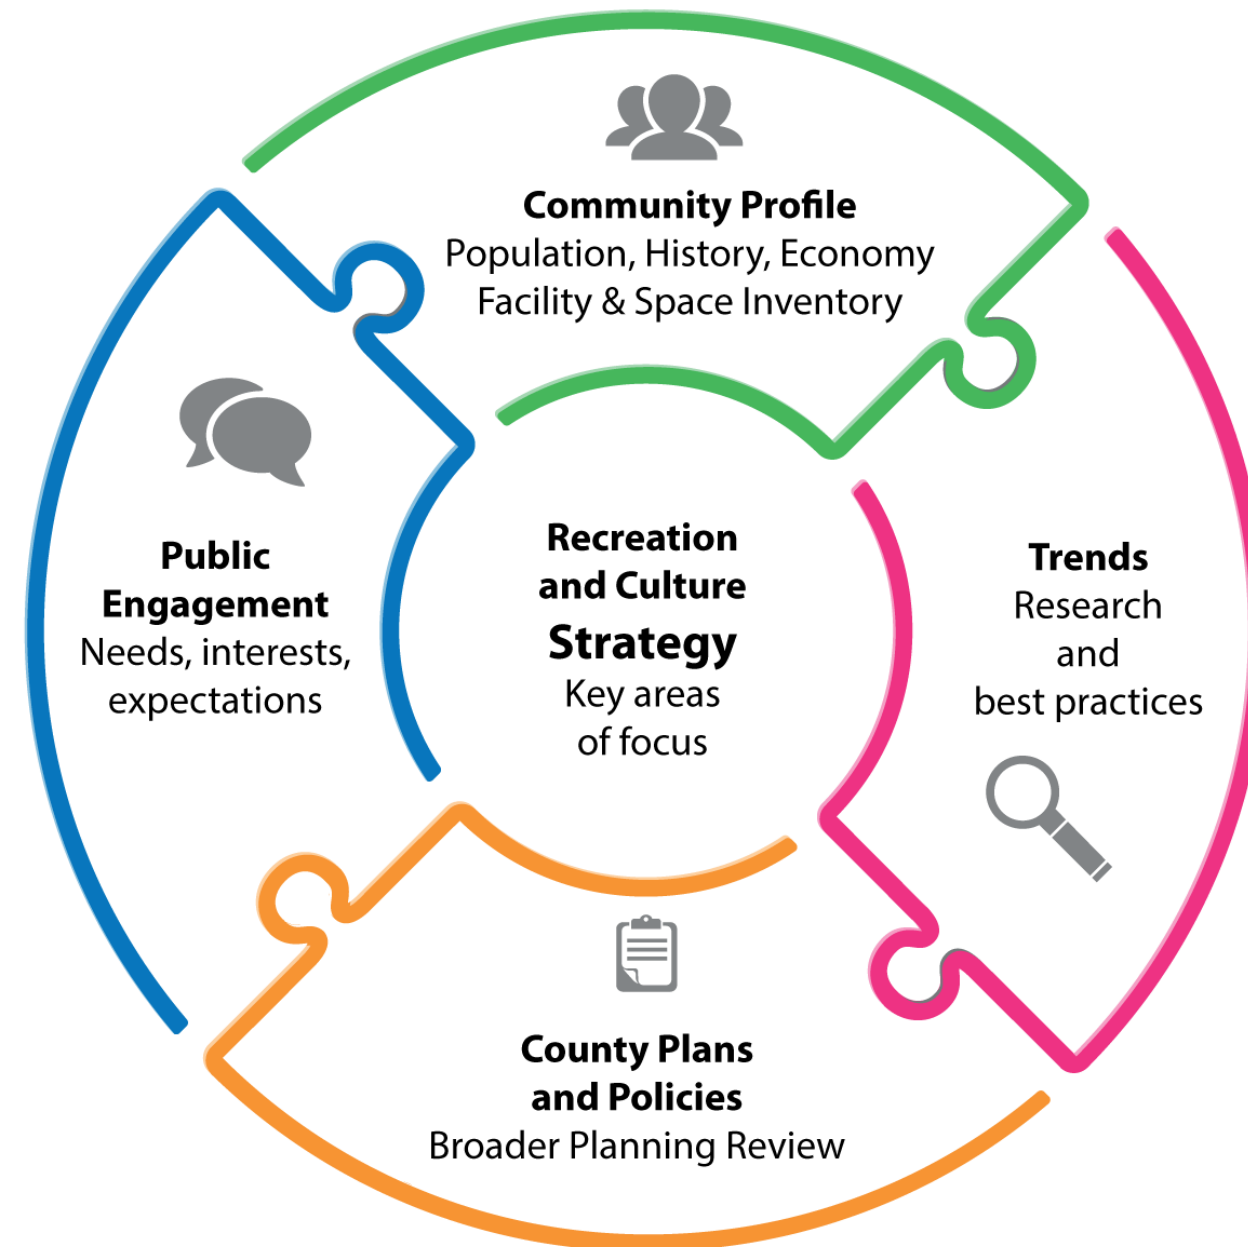 Community Profile
Population, History, Economy
Facility & Space Inventory
Public
Engagement
Needs, interests,
expectations
Recreation
and Culture
Strategy
Key areas
of focus
Trends
Research
and
best practices
County Plans
and Policies
Broader Planning Review